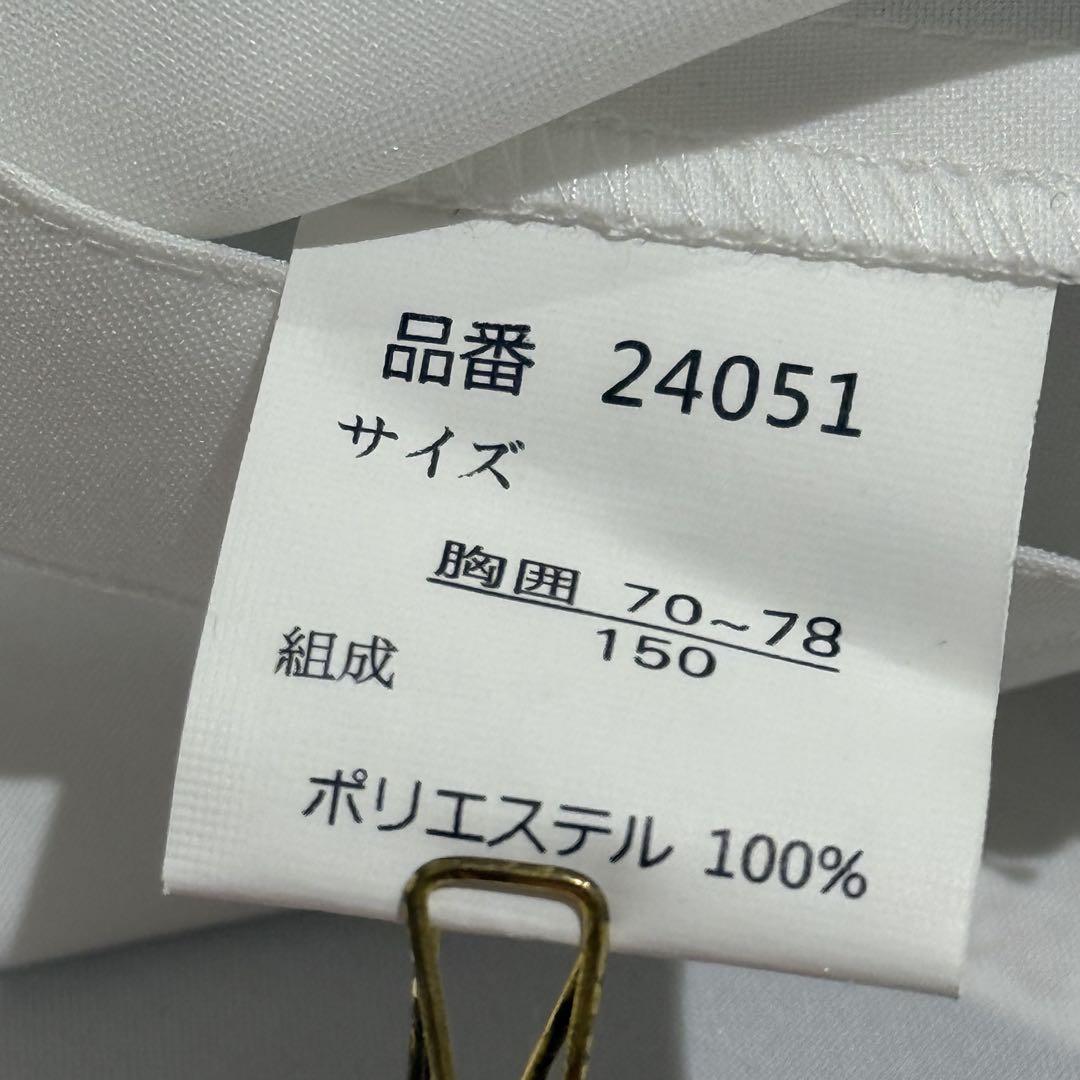 品番 24051
サイズ
胸囲 70~78
150
組成
ポリエステル 100%